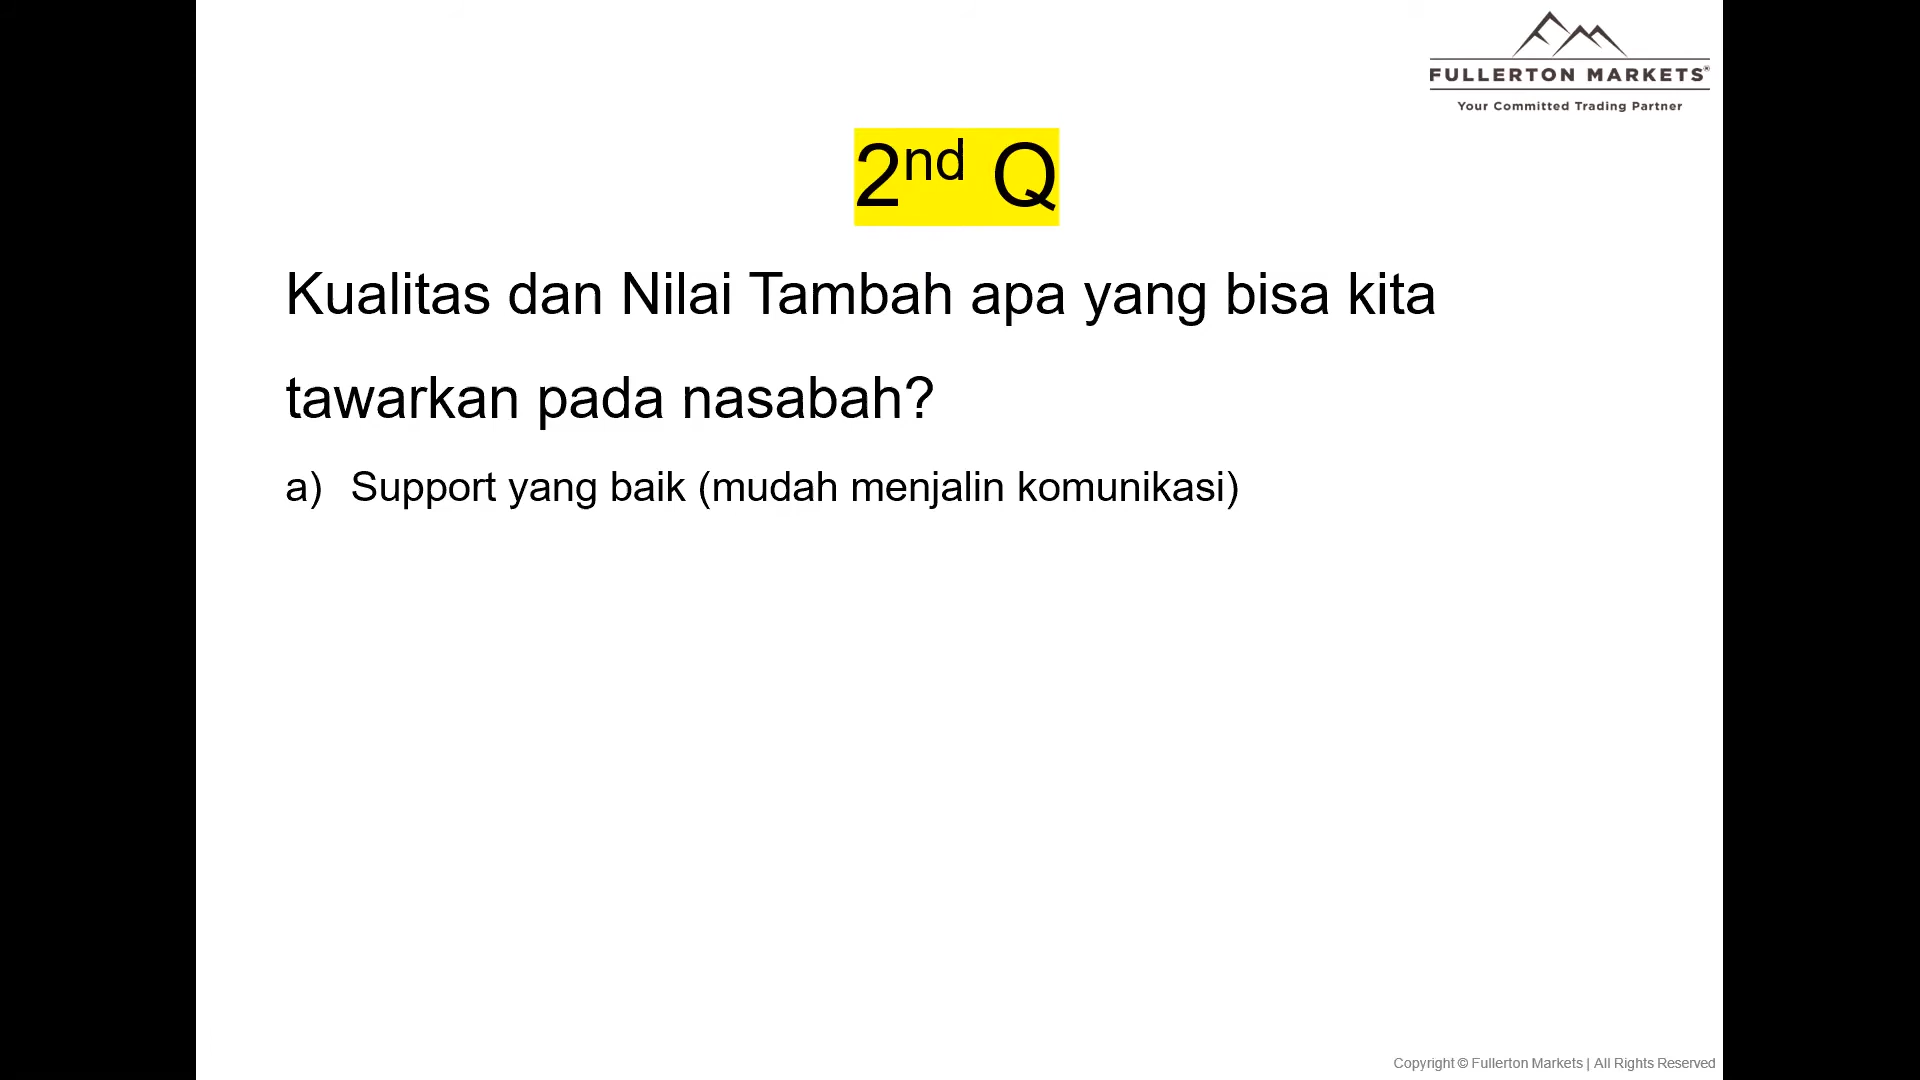 FULLERTON MARKETS®
Your Committed Trading Partner
2nd Q
Kualitas dan Nilai Tambah apa yang bisa kita
tawarkan pada nasabah?
a) Support yang baik (mudah menjalin komunikasi)
Copyright © Fullerton Markets | All Rights Reserved